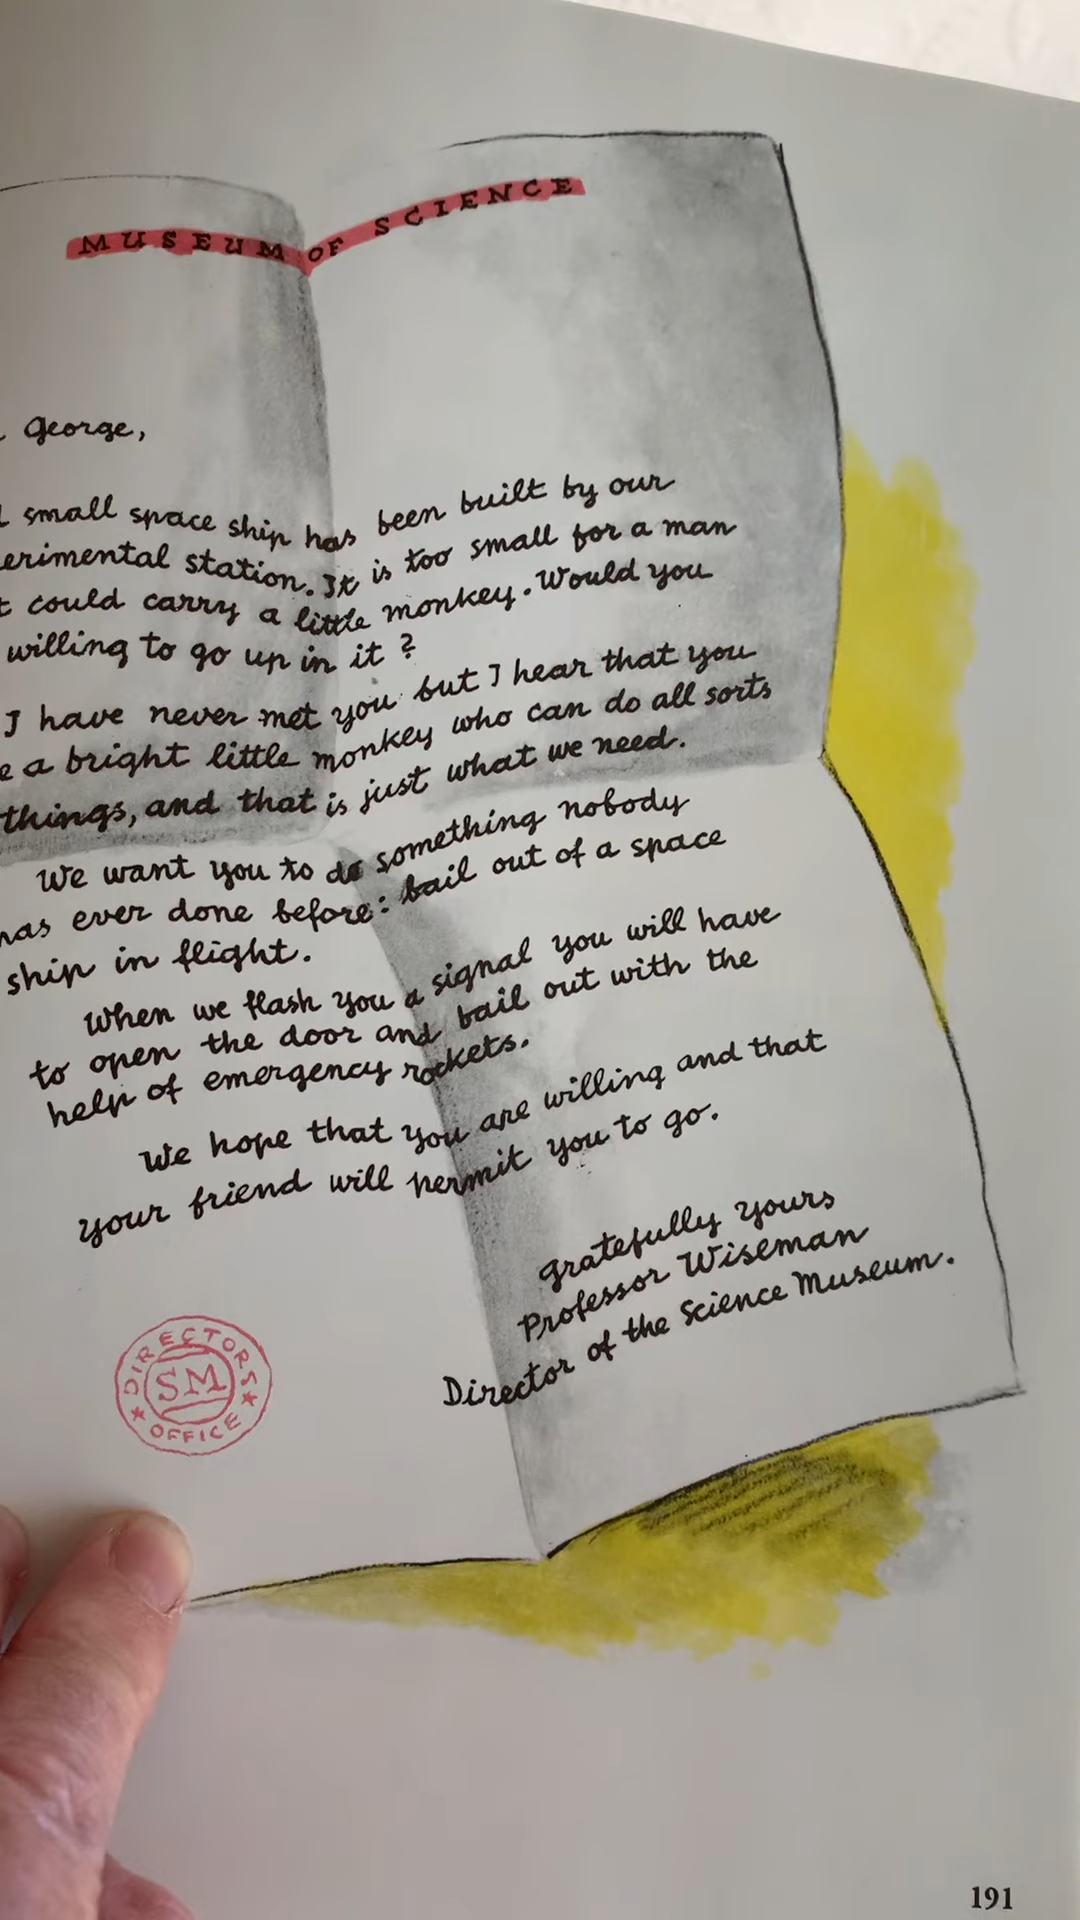 MUSEUM OF SCIENCE
George,
small space ship has been built by our
erimental station. It is too small for a man
t could carry a little monkey. Would you
willing to go up in it?
I have never met you but I hear that you
e a bright little monkey who can do all sorts
things, and that is just what we need.
We want you to do something nobody
has ever done before: bail out of a space
ship in flight.
When we flash you a signal you will have
to open the door and bail out with the
help of emergency rockets.
We hope that you are willing and that
your friend will permit you to go.
gratefully yours
Professor Wiseman
Director of the Science Museum.
DIRECTORS
SM
OFFICE
191